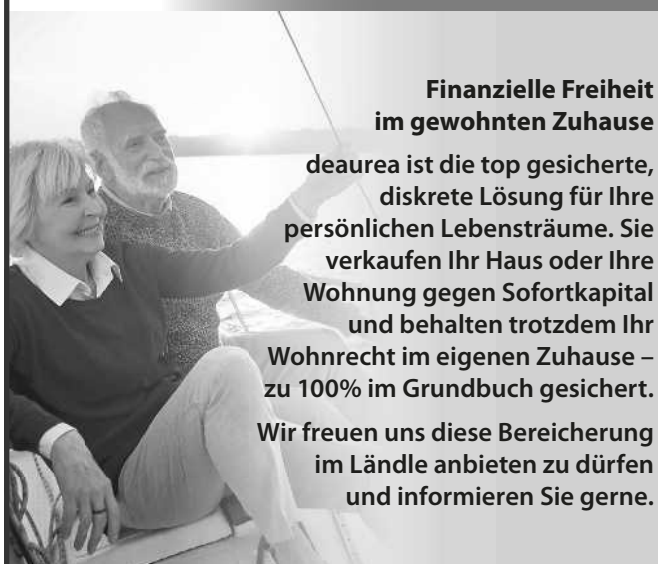 Finanzielle Freiheit
im gewohnten Zuhause
deaurea ist die top gesicherte,
diskrete Lösung für Ihre
persönlichen Lebensträume. Sie
verkaufen Ihr Haus oder Ihre
Wohnung gegen Sofortkapital
und behalten trotzdem Ihr
Wohnrecht im eigenen Zuhause –
zu 100% im Grundbuch gesichert.
Wir freuen uns diese Bereicherung
im Ländle anbieten zu dürfen
und informieren Sie gerne.